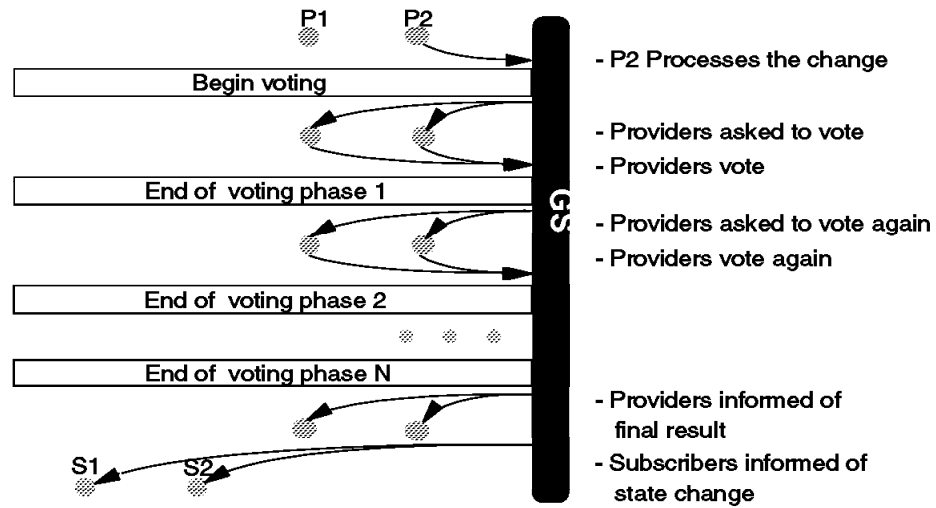 P1 P2
- P2 Processes the change
Begin voting
- Providers asked to vote
- Providers vote
End of voting phase 1
GS
- Providers asked to vote again
- Providers vote again
End of voting phase 2
End of voting phase N
- Providers informed of
final result
S1 S2
- Subscribers informed of
state change